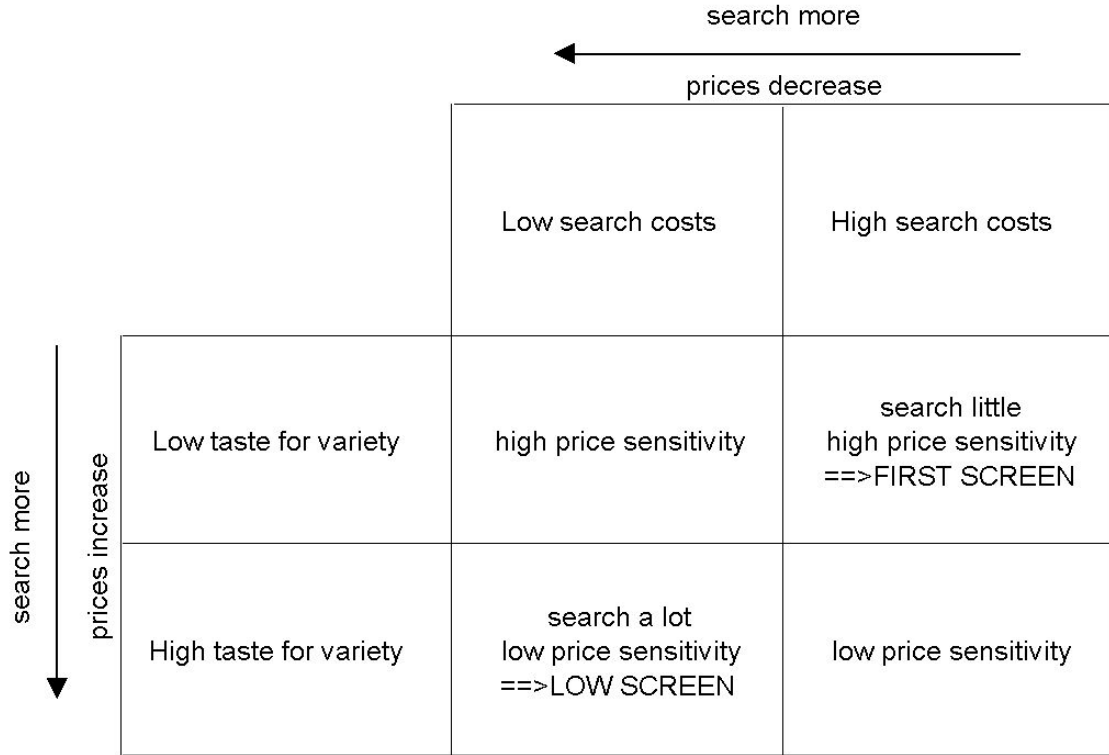 search more
prices decrease
Low search costs
High search costs
search more
prices increase
Low taste for variety
high price sensitivity
search little
high price sensitivity
==>FIRST SCREEN
High taste for variety
search a lot
low price sensitivity
==>LOW SCREEN
low price sensitivity